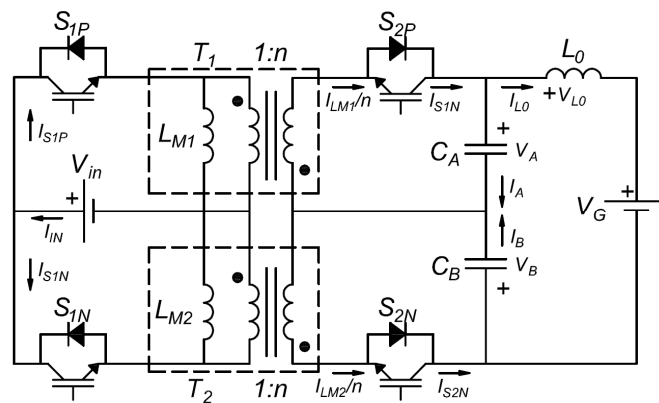 S1P
T1 1:n
S2P
L0
ILM1/n
IS1N
IL0
+VL0
IS1P
LM1
CA
+
VA
Vin
+
IA
VG
+
IIN
IB
IS1N
CB
VB
+
S1N
LM2
S2N
ILM2/n
IS2N
T2 1:n